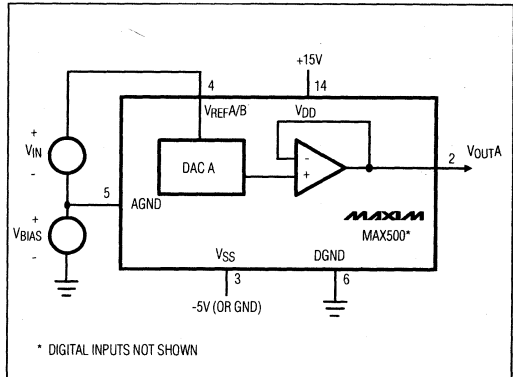 +15V
4
14
VREFA/B
VDD
+
VIN
-
DAC A
-
+
2
VOUTA
5
AGND
MAXIM
MAX500*
+
VBIAS
-
VSS
DGND
3
6
-5V (OR GND)
* DIGITAL INPUTS NOT SHOWN